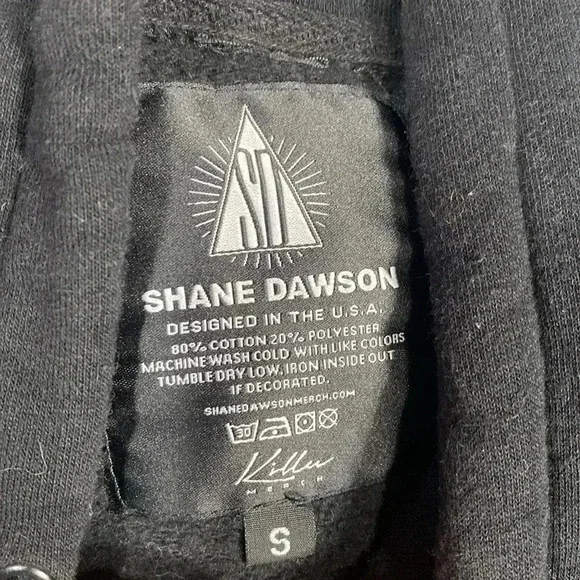 SD
SHANE DAWSON
DESIGNED IN THE U.S.A.
80% COTTON 20% POLYESTER
MACHINE WASH COLD WITH LIKE COLORS
TUMBLE DRY LOW, IRON INSIDE OUT
IF DECORATED.
SHANEDAWSONMERCH.COM
30
Killer
MERCH
S